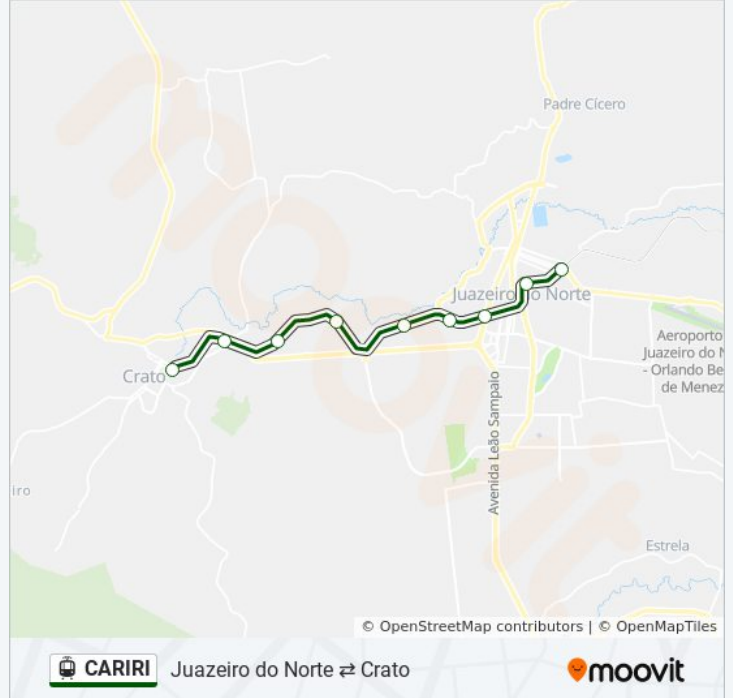 Padre Cícero
Juazeiro do Norte
Aeroporto
Juazeiro do N
- Orlando Be
de Menez
Crato
Avenida Leão Sampaio
iro
Estrela
moovit
© OpenStreetMap contributors | © OpenMapTiles
CARIRI Juazeiro do Norte ⇄ Crato
moovit